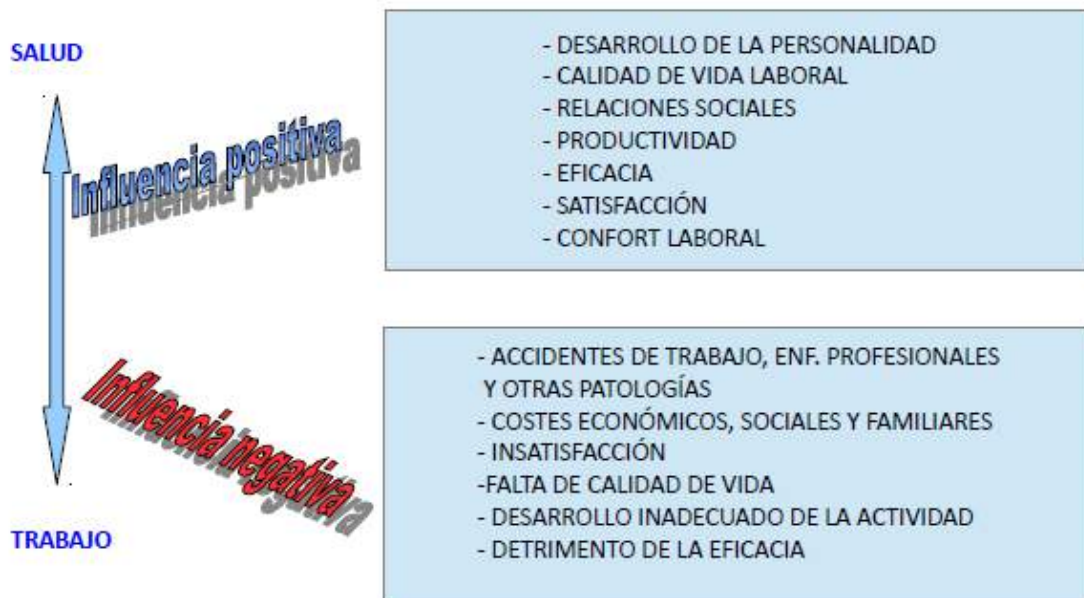 SALUD
Influencia positiva
- DESARROLLO DE LA PERSONALIDAD
- CALIDAD DE VIDA LABORAL
- RELACIONES SOCIALES
- PRODUCTIVIDAD
- EFICACIA
- SATISFACCIÓN
- CONFORT LABORAL
Influencia negativa
- ACCIDENTES DE TRABAJO, ENF. PROFESIONALES
Y OTRAS PATOLOGÍAS
- COSTES ECONÓMICOS, SOCIALES Y FAMILIARES
- INSATISFACCIÓN
-FALTA DE CALIDAD DE VIDA
- DESARROLLO INADECUADO DE LA ACTIVIDAD
- DETRIMENTO DE LA EFICACIA
TRABAJO